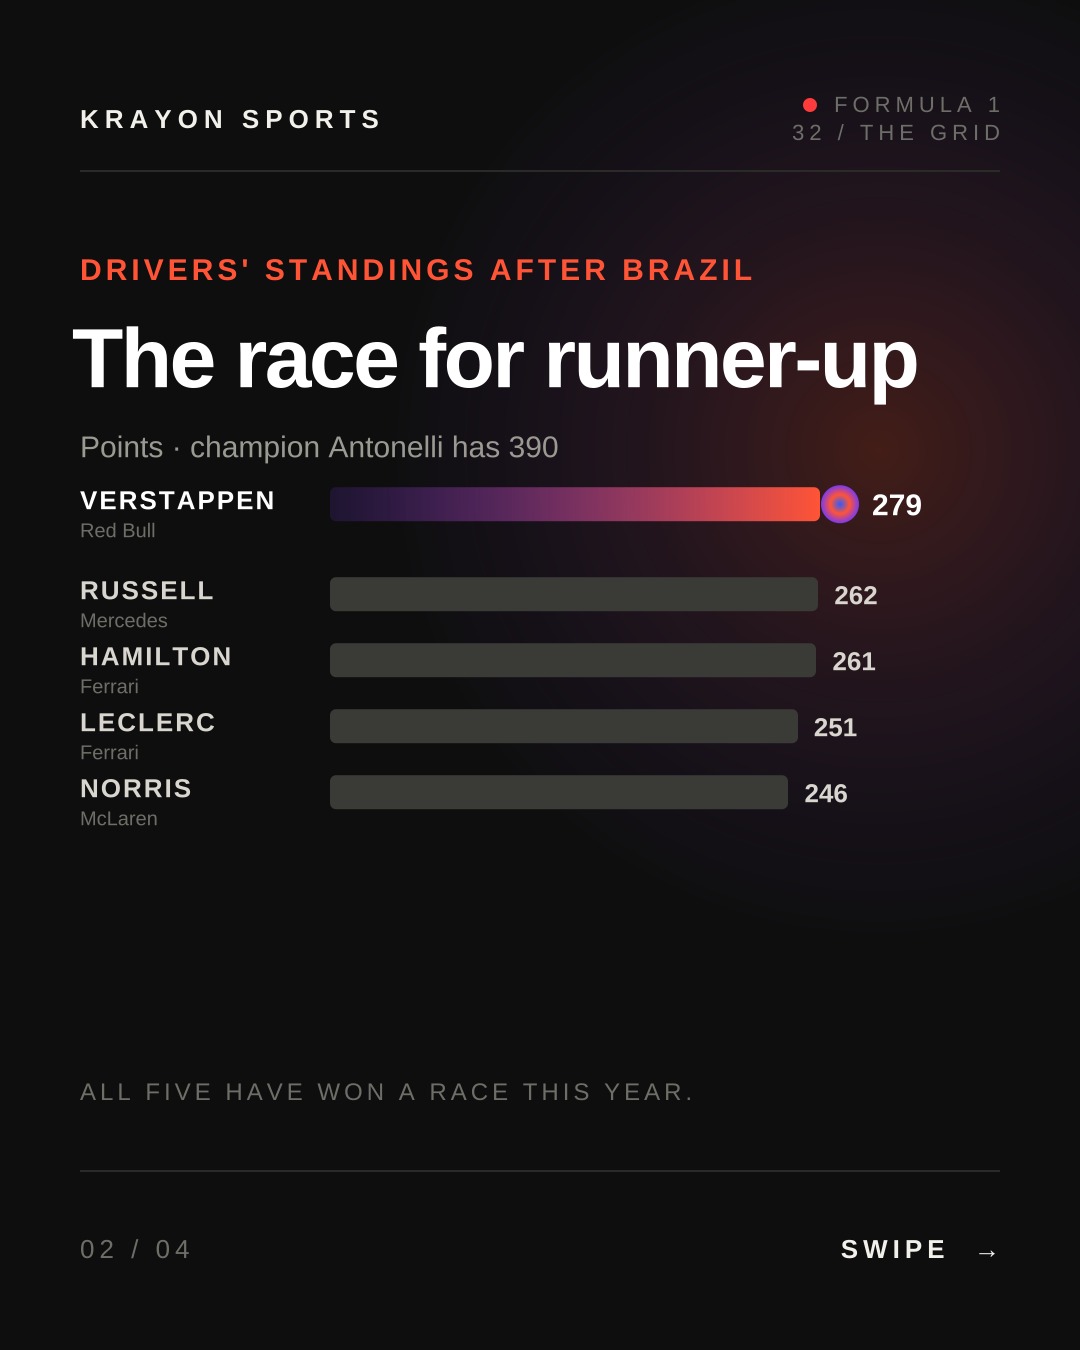 KRAYON SPORTS
FORMULA 1
32 / THE GRID
DRIVERS' STANDINGS AFTER BRAZIL
The race for runner-up
Points · champion Antonelli has 390
VERSTAPPEN
Red Bull
279
RUSSELL
Mercedes
262
HAMILTON
Ferrari
261
LECLERC
Ferrari
251
NORRIS
McLaren
246
ALL FIVE HAVE WON A RACE THIS YEAR.
02 / 04
SWIPE →